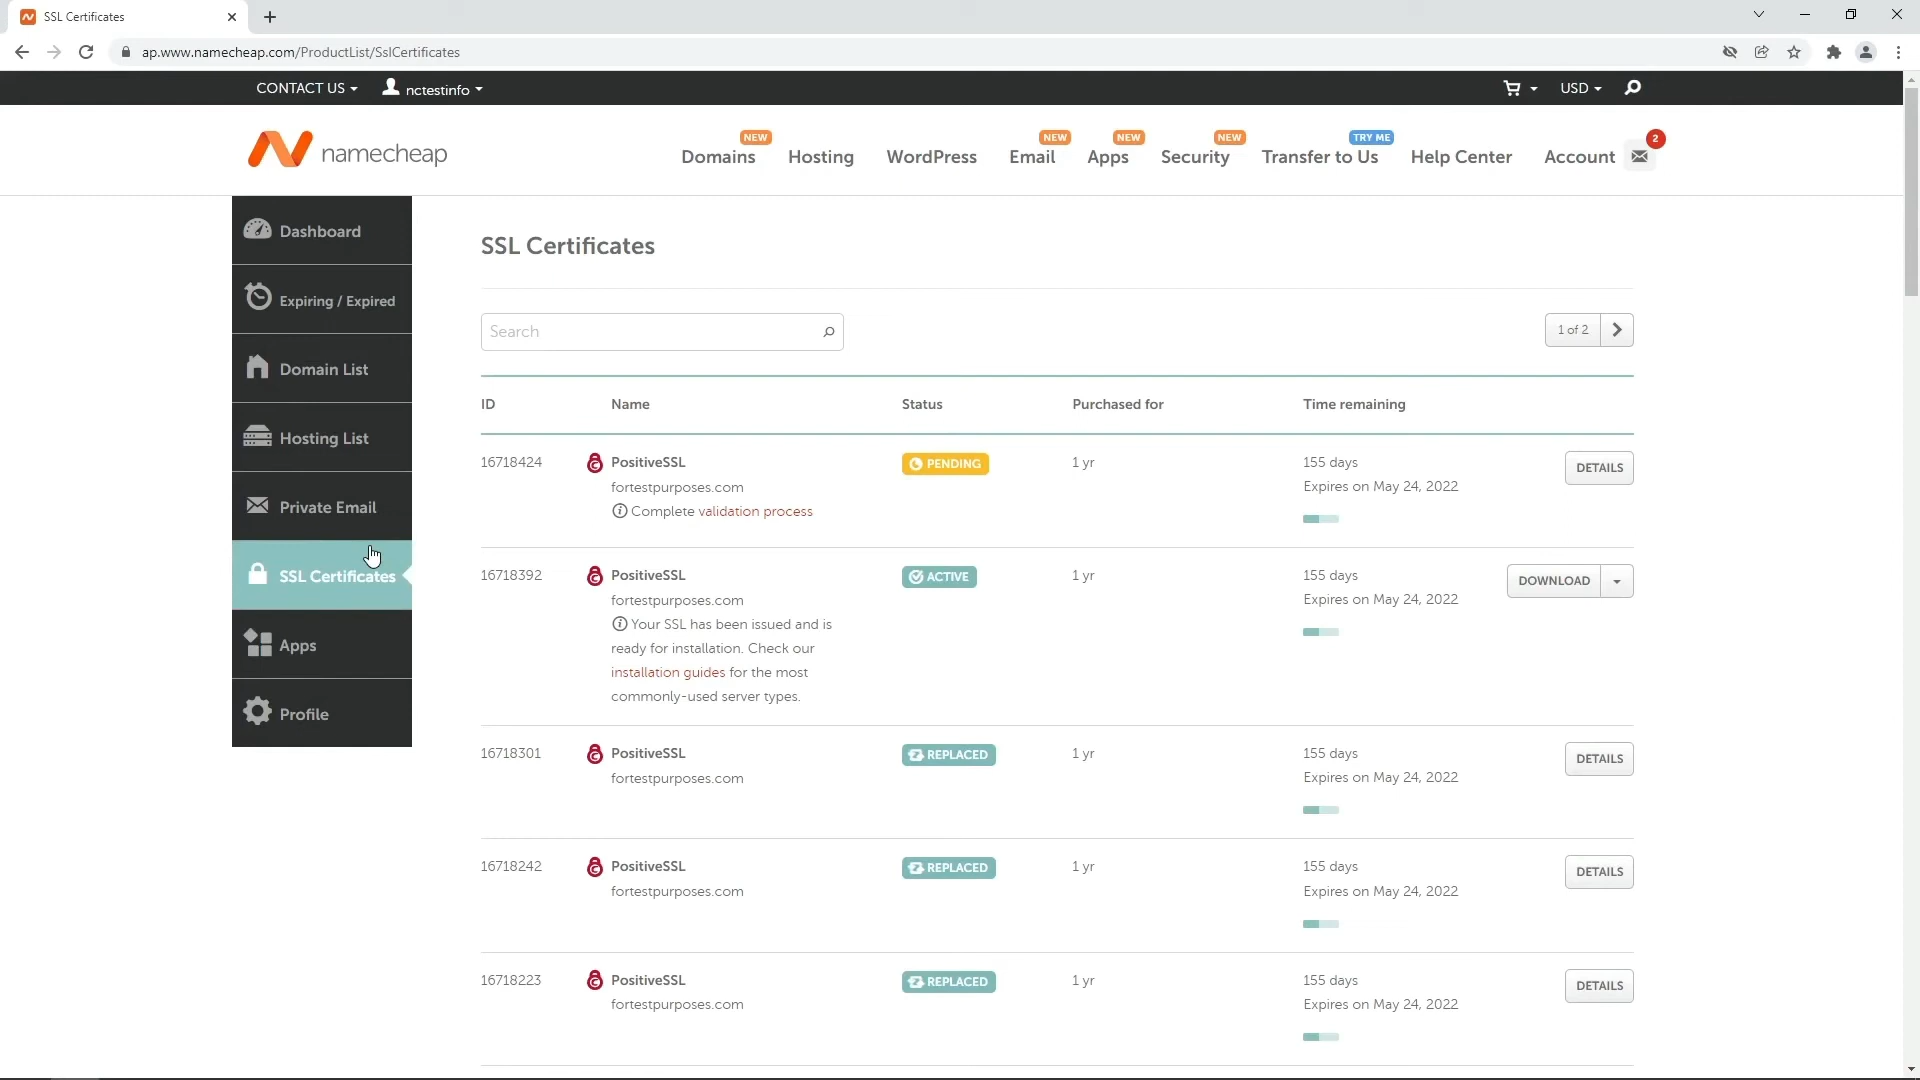 SSL Certificates
ap.www.namecheap.com/ProductList/SslCertificates
CONTACT US
nctestinfo
USD
namecheap
NEW
Domains
Hosting
WordPress
NEW
Email
NEW
Apps
NEW
Security
TRY ME
Transfer to Us
Help Center
Account
2
Dashboard
Expiring / Expired
Domain List
Hosting List
Private Email
SSL Certificates
Apps
Profile
SSL Certificates
Search
1 of 2
ID Name Status Purchased for Time remaining
16718424 PositiveSSL PENDING 1 yr 155 days DETAILS
fortestpurposes.com Expires on May 24, 2022
Complete validation process
16718392 PositiveSSL ACTIVE 1 yr 155 days DOWNLOAD
fortestpurposes.com Expires on May 24, 2022
Your SSL has been issued and is
ready for installation. Check our
installation guides for the most
commonly-used server types.
16718301 PositiveSSL REPLACED 1 yr 155 days DETAILS
fortestpurposes.com Expires on May 24, 2022
16718242 PositiveSSL REPLACED 1 yr 155 days DETAILS
fortestpurposes.com Expires on May 24, 2022
16718223 PositiveSSL REPLACED 1 yr 155 days DETAILS
fortestpurposes.com Expires on May 24, 2022